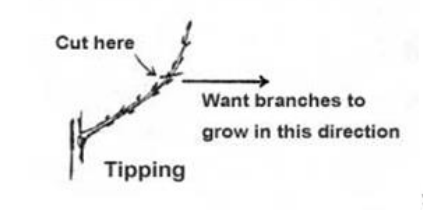 Cut here
Want branches to
grow in this direction
Tipping